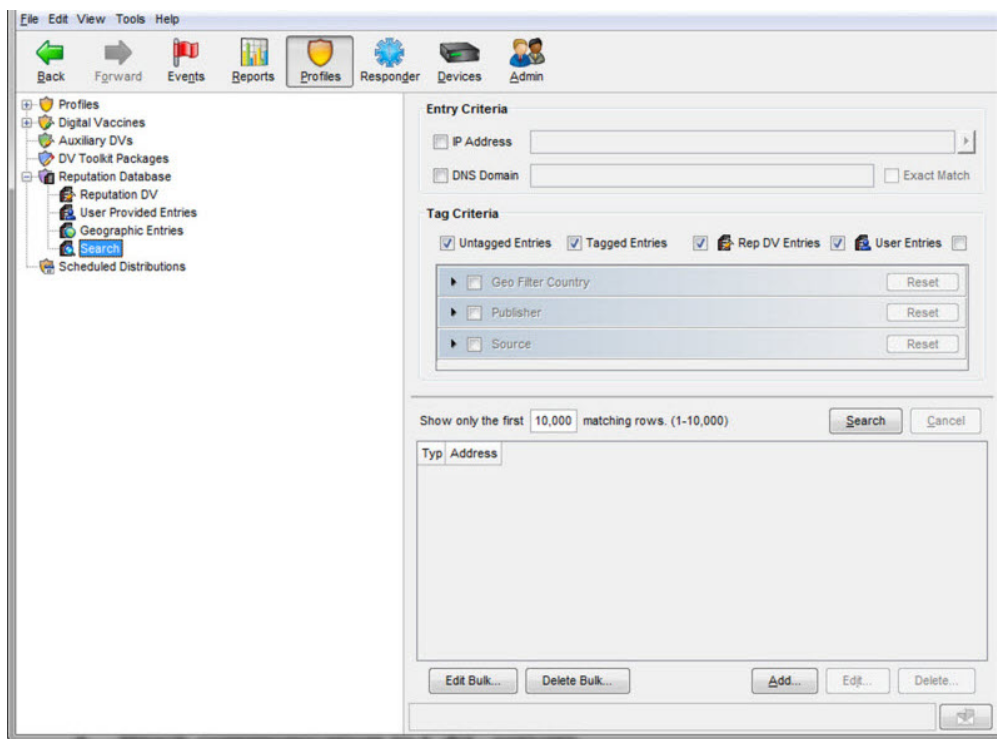 File Edit View Tools Help
Back Forward Events Reports Profiles Responder Devices Admin
Profiles
Digital Vaccines
Auxiliary DVs
DV Toolkit Packages
Reputation Database
Reputation DV
User Provided Entries
Geographic Entries
Search
Scheduled Distributions
Entry Criteria
IP Address
DNS Domain Exact Match
Tag Criteria
Untagged Entries Tagged Entries Rep DV Entries User Entries
Geo Filter Country Reset
Publisher Reset
Source Reset
Show only the first 10,000 matching rows. (1-10,000) Search Cancel
Typ Address
Edit Bulk... Delete Bulk... Add... Edit... Delete...